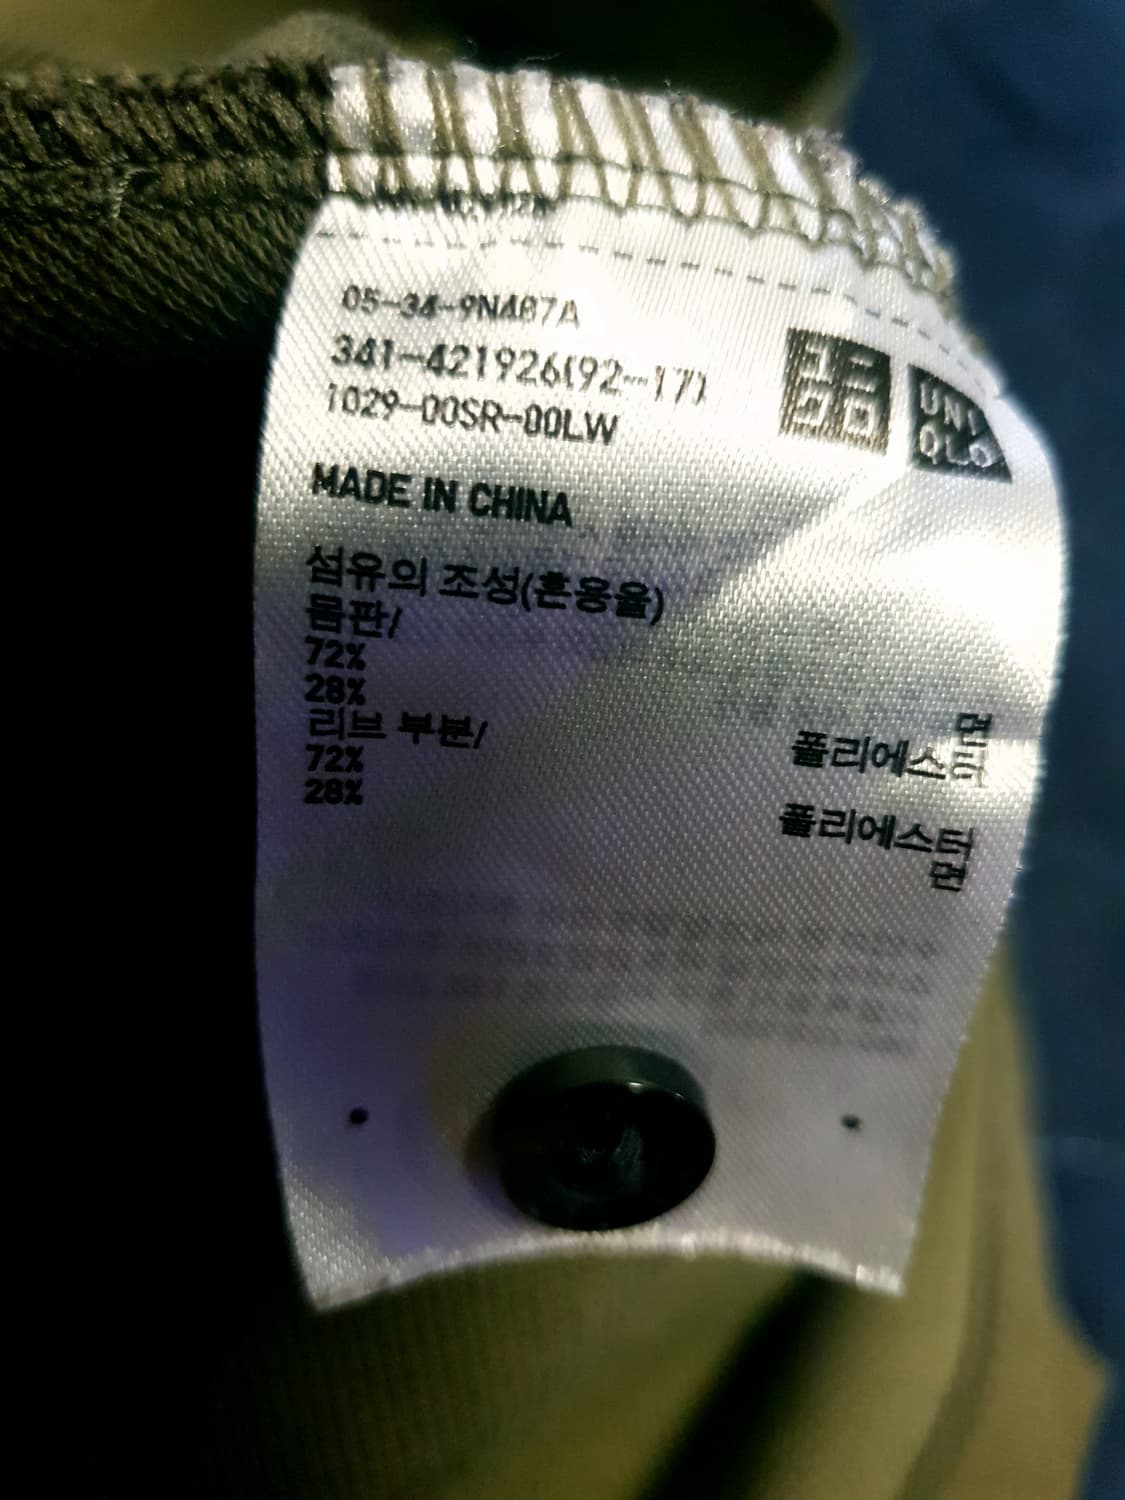 05-34-9N487A
341-421926(92-17)
1029-00SR-00LW
UNI
QLO
MADE IN CHINA
섬유의 조성(혼용율)
몸판/
72% 면
28% 폴리에스터
리브 부분/
72% 폴리에스터
28% 면